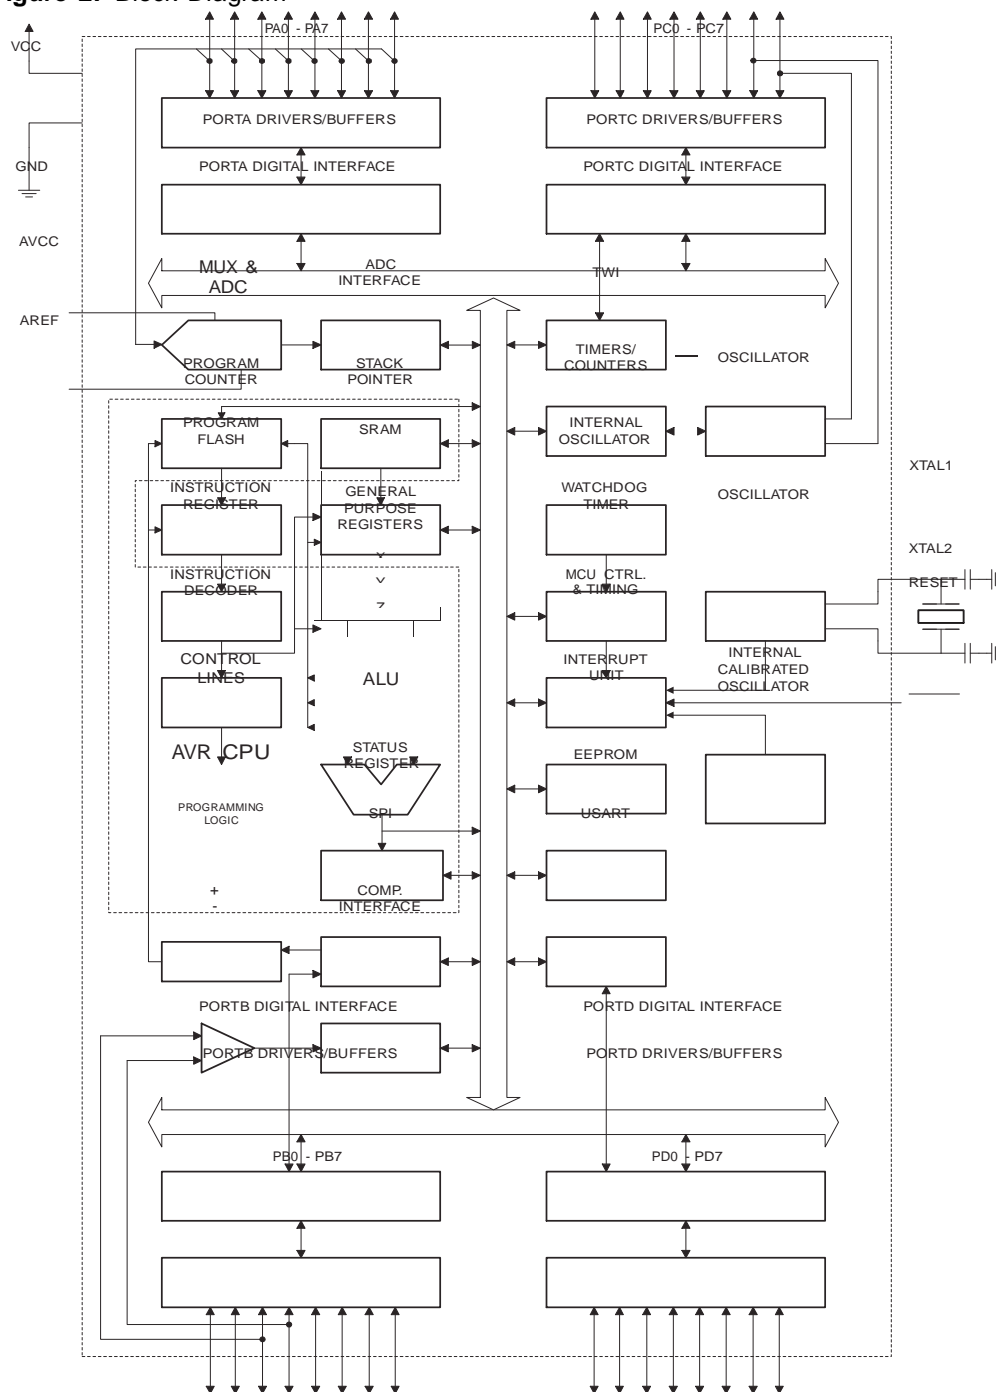 Figure 2. Block Diagram
PA0 - PA7
PC0 - PC7
VCC
PORTA DRIVERS/BUFFERS
PORTC DRIVERS/BUFFERS
GND
PORTA DIGITAL INTERFACE
PORTC DIGITAL INTERFACE
AVCC
MUX &
ADC
ADC
INTERFACE
TWI
AREF
PROGRAM
COUNTER
STACK
POINTER
TIMERS/
COUNTERS
OSCILLATOR
PROGRAM
FLASH
SRAM
INTERNAL
OSCILLATOR
XTAL1
INSTRUCTION
REGISTER
GENERAL
PURPOSE
REGISTERS
WATCHDOG
TIMER
OSCILLATOR
XTAL2
INSTRUCTION
DECODER
MCU CTRL.
& TIMING
RESET
CONTROL
LINES
ALU
INTERRUPT
UNIT
INTERNAL
CALIBRATED
OSCILLATOR
AVR CPU
STATUS
REGISTER
EEPROM
PROGRAMMING
LOGIC
SPI
USART
+
-
COMP.
INTERFACE
PORTB DIGITAL INTERFACE
PORTD DIGITAL INTERFACE
PORTB DRIVERS/BUFFERS
PORTD DRIVERS/BUFFERS
PB0 - PB7
PD0 - PD7